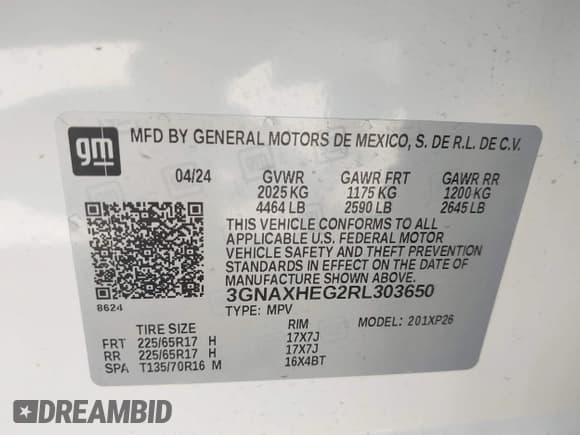 gm
MFD BY GENERAL MOTORS DE MEXICO, S. DE R.L. DE C.V.
04/24 GVWR GAWR FRT GAWR RR
2025 KG 1175 KG 1200 KG
4464 LB 2590 LB 2645 LB
THIS VEHICLE CONFORMS TO ALL
APPLICABLE U.S. FEDERAL MOTOR
VEHICLE SAFETY AND THEFT PREVENTION
STANDARDS IN EFFECT ON THE DATE OF
MANUFACTURE SHOWN ABOVE.
3GNAXHEG2RL303650
8624
TYPE: MPV MODEL: 201XP26
TIRE SIZE RIM
FRT 225/65R17 H 17X7J
RR 225/65R17 H 17X7J
SPA T135/70R16 M 16X4BT
DREAMBID